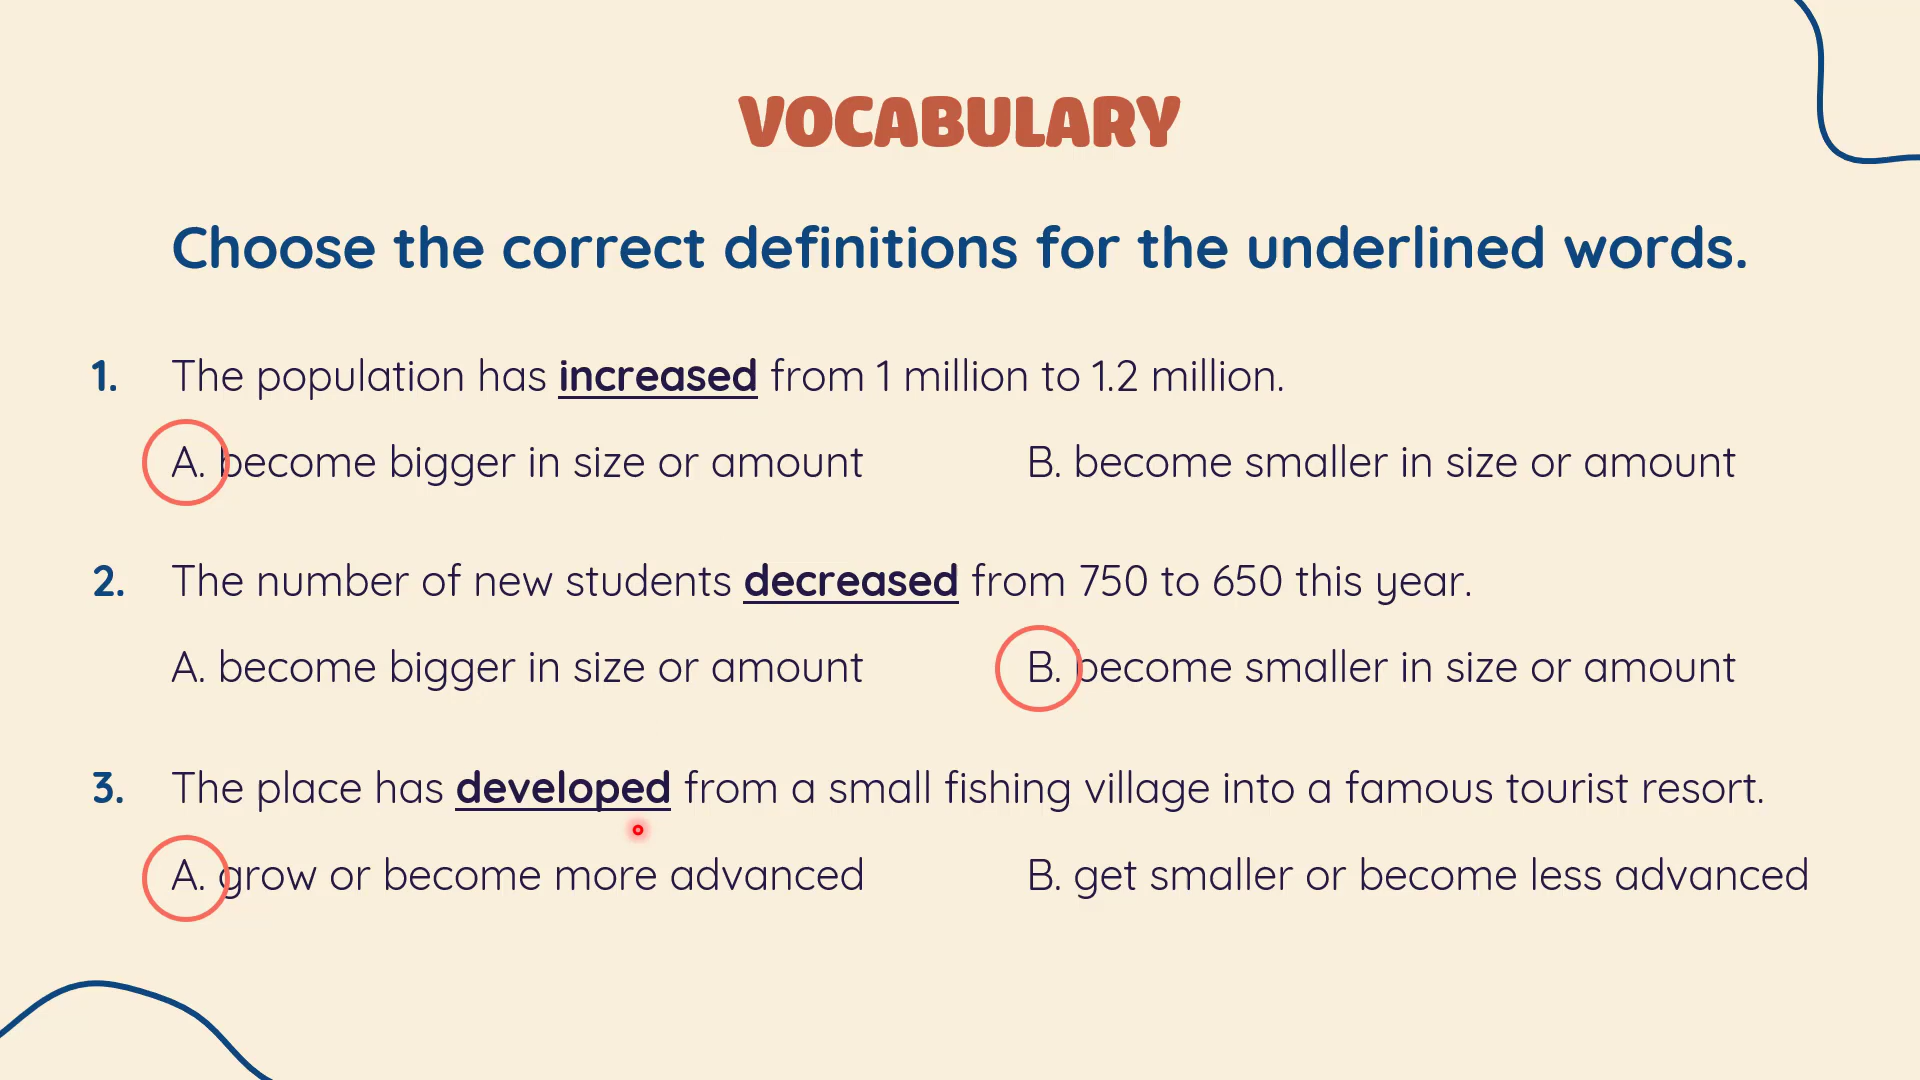 VOCABULARY
Choose the correct definitions for the underlined words.
1. The population has increased from 1 million to 1.2 million.
A. become bigger in size or amount B. become smaller in size or amount
2. The number of new students decreased from 750 to 650 this year.
A. become bigger in size or amount B. become smaller in size or amount
3. The place has developed from a small fishing village into a famous tourist resort.
A. grow or become more advanced B. get smaller or become less advanced